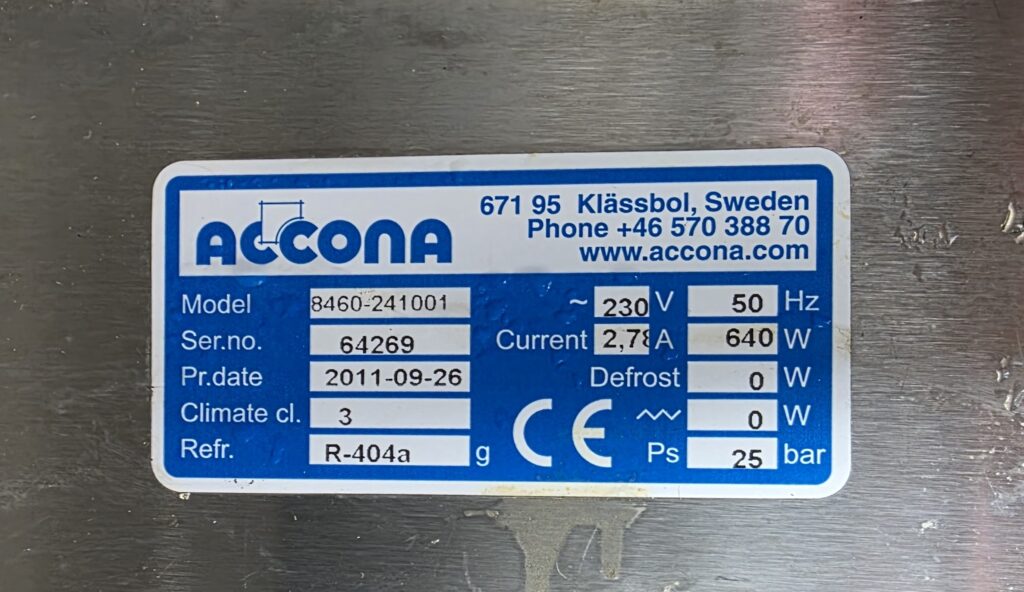 ACCONA
671 95 Klässbol, Sweden
Phone +46 570 388 70
www.accona.com
Model 8460-241001 ~ 230 V 50 Hz
Ser.no. 64269 Current 2,78 A 640 W
Pr.date 2011-09-26 Defrost 0 W
Climate cl. 3 CE 0 W
Refr. R-404a g Ps 25 bar